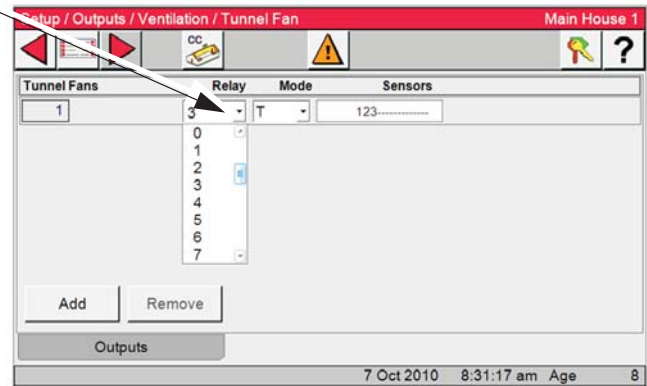 Setup / Outputs / Ventilation / Tunnel Fan Main House 1
CC ?
Tunnel Fans Relay Mode Sensors
1 3 T 123-------------
0
1
2
3
4
5
6
7
Add Remove
Outputs
7 Oct 2010 8:31:17 am Age 8